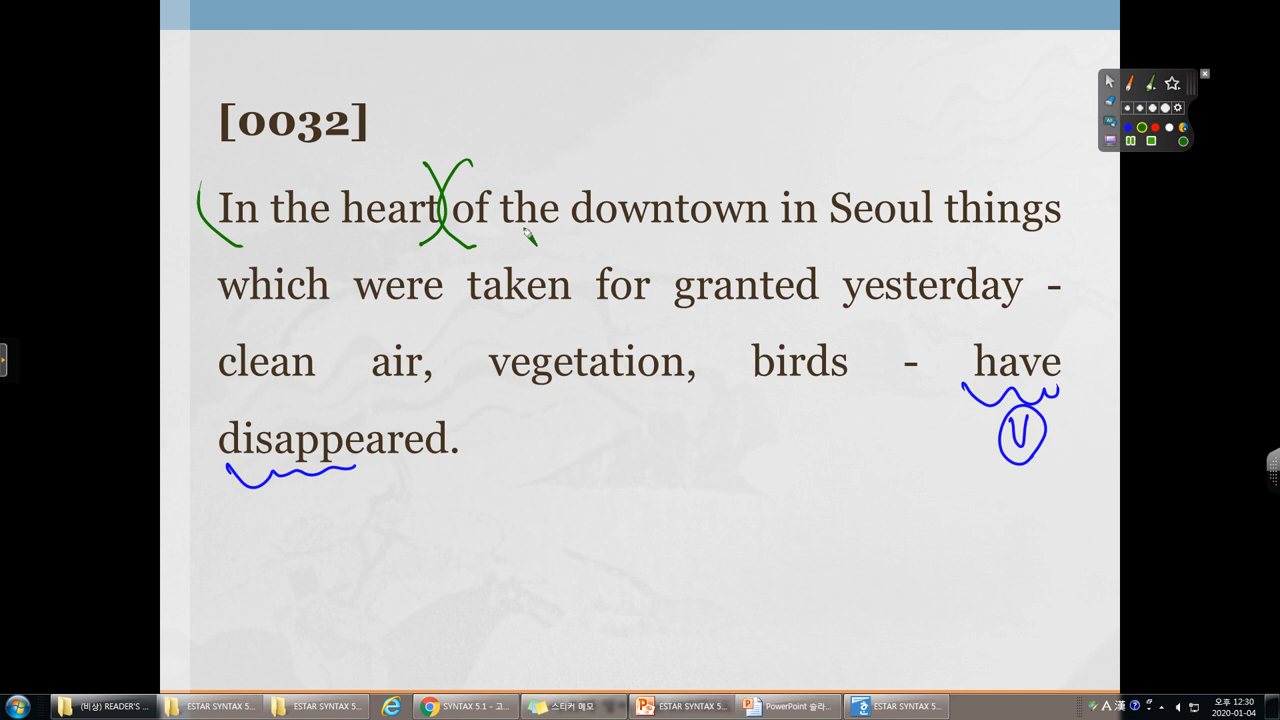 [0032]
In the heart of the downtown in Seoul things
which were taken for granted yesterday -
clean air, vegetation, birds - have
disappeared.
V
(비상) READER'S ...
ESTAR SYNTAX 5...
ESTAR SYNTAX 5...
SYNTAX 5.1 - 고...
스티커 메모
ESTAR SYNTAX 5...
PowerPoint 슬라...
ESTAR SYNTAX 5...
A 漢
오후 12:30
2020-01-04